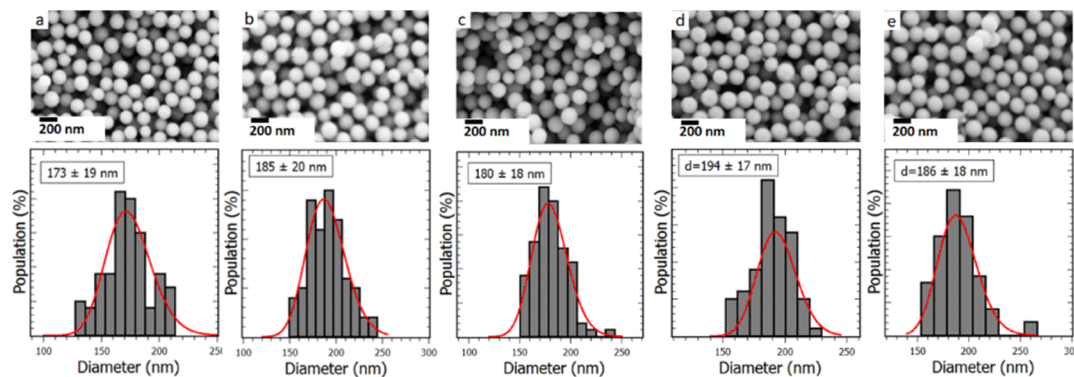 a
b
c
d
e
200 nm
200 nm
200 nm
200 nm
200 nm
173 ± 19 nm
185 ± 20 nm
180 ± 18 nm
d=194 ± 17 nm
d=186 ± 18 nm
Population (%)
Population (%)
Population (%)
Population (%)
Population (%)
100 150 200 250
100 150 200 250 300
100 150 200 250
150 200 250
150 200 250 300
Diameter (nm)
Diameter (nm)
Diameter (nm)
Diameter (nm)
Diameter (nm)